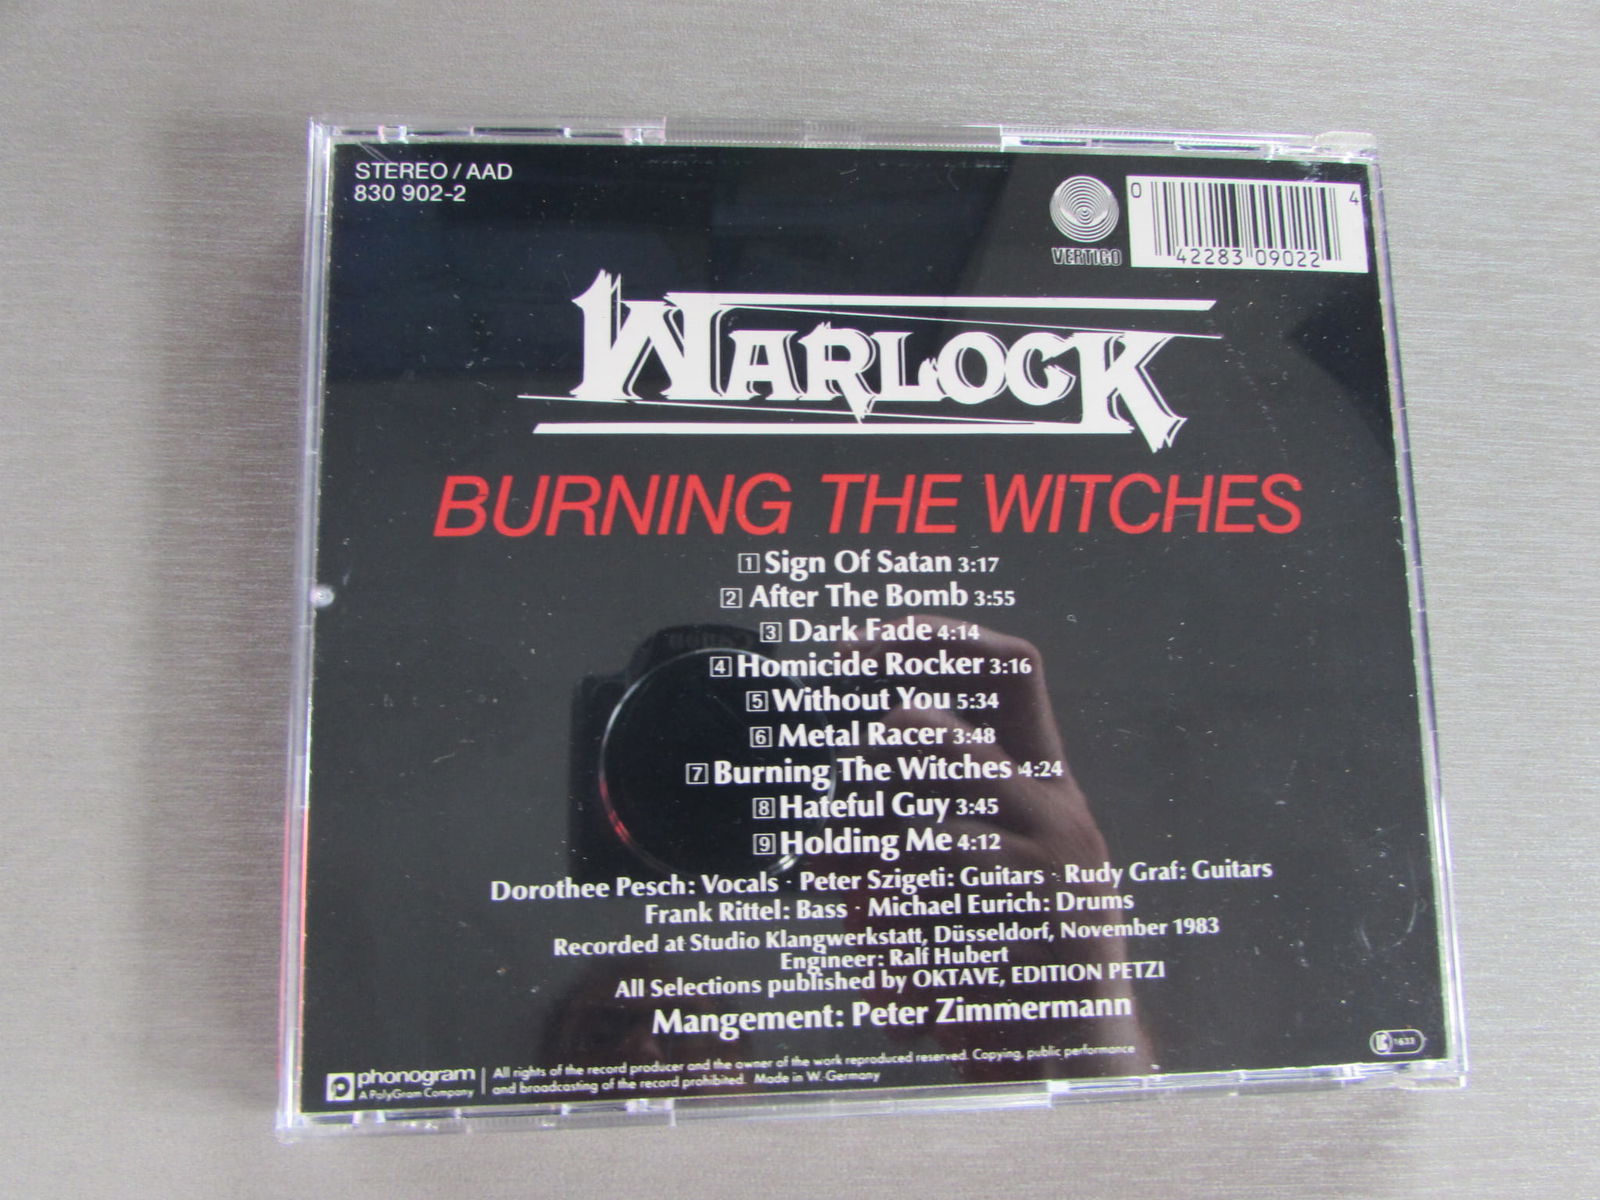 STEREO / AAD
830 902-2
VERTIGO
0 42283 09022 4
WARLOCK
BURNING THE WITCHES
1 Sign Of Satan 3:17
2 After The Bomb 3:55
3 Dark Fade 4:14
4 Homicide Rocker 3:16
5 Without You 5:34
6 Metal Racer 3:48
7 Burning The Witches 4:24
8 Hateful Guy 3:45
9 Holding Me 4:12
Dorothee Pesch: Vocals · Peter Szigeti: Guitars · Rudy Graf: Guitars
Frank Rittel: Bass · Michael Eurich: Drums
Recorded at Studio Klangwerkstatt, Düsseldorf, November 1983
Engineer: Ralf Hubert
All Selections published by OKTAVE, EDITION PETZI
Mangement: Peter Zimmermann
phonogram
A PolyGram Company
All rights of the record producer and the owner of the work reproduced reserved. Copying, public performance
and broadcasting of the record prohibited. Made in W.-Germany